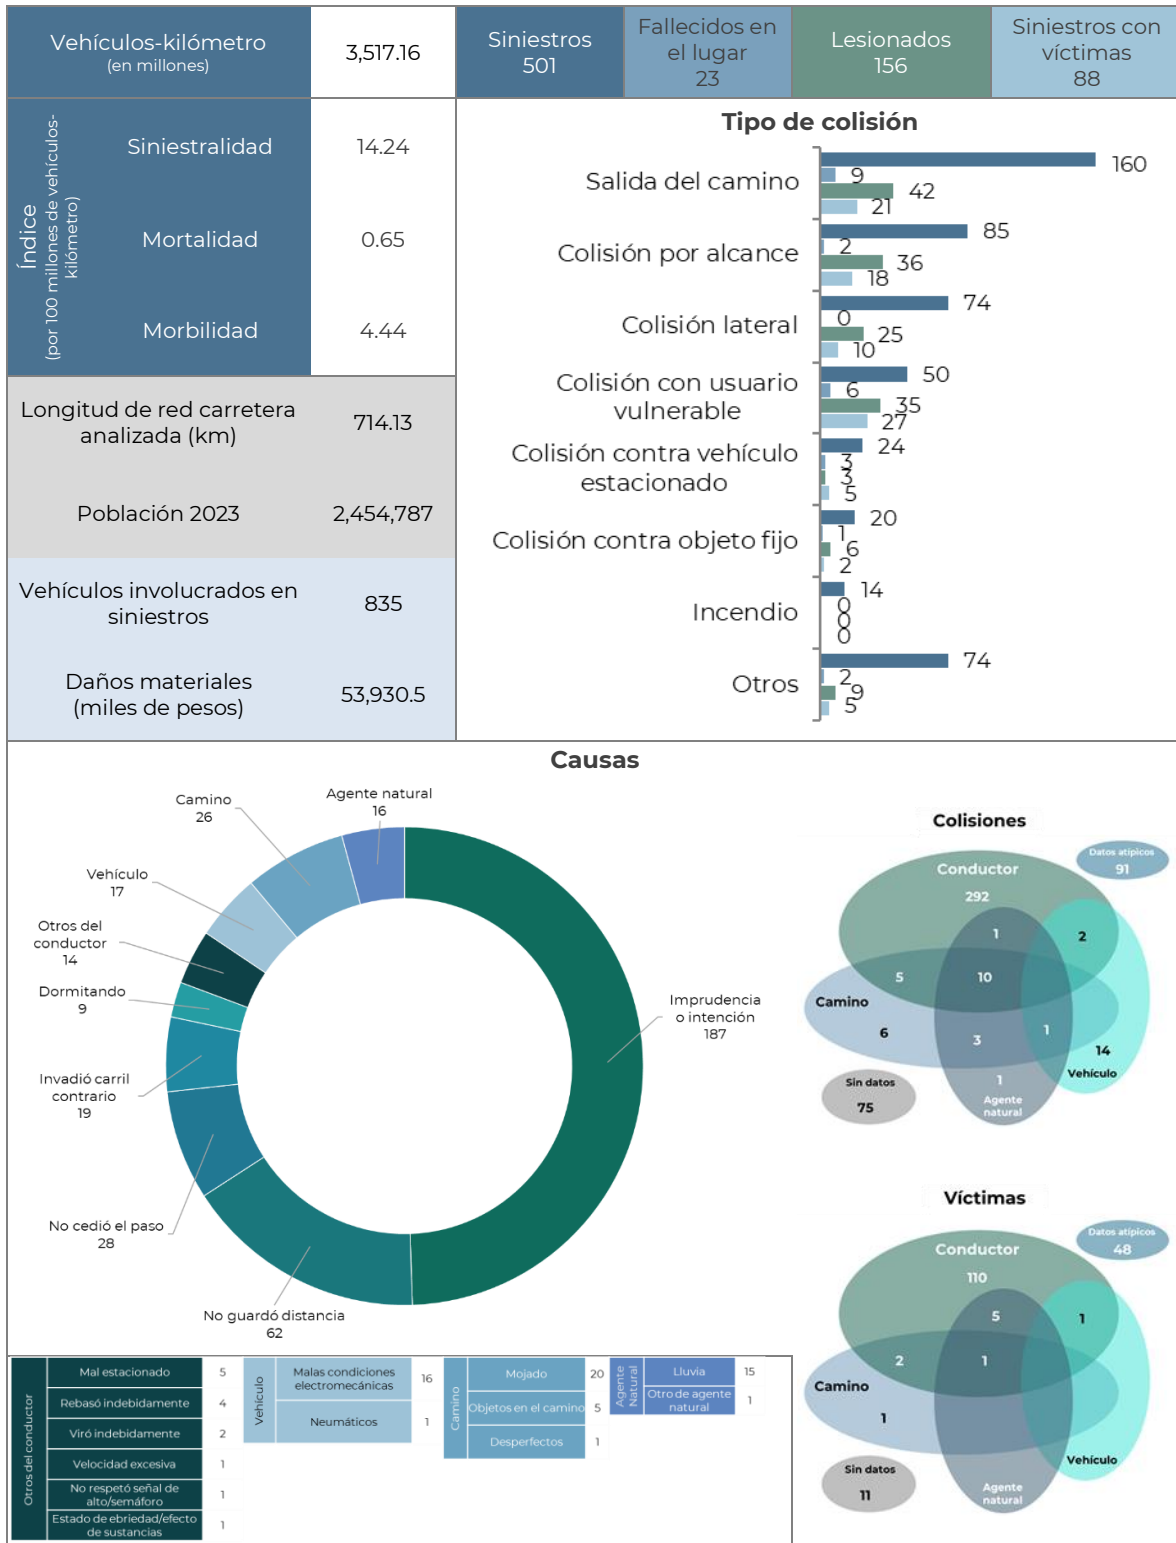 Vehículos-kilómetro
(en millones)
3,517.16
Siniestros
501
Fallecidos en
el lugar
23
Lesionados
156
Siniestros con
víctimas
88
Índice
(por 100 millones de vehículos-
kilómetro)
Siniestralidad
14.24
Mortalidad
0.65
Morbilidad
4.44
Longitud de red carretera
analizada (km)
714.13
Población 2023
2,454,787
Vehículos involucrados en
siniestros
835
Daños materiales
(miles de pesos)
53,930.5
Tipo de colisión
Salida del camino
160
9
42
21
Colisión por alcance
85
2
36
18
Colisión lateral
74
0
25
10
Colisión con usuario
vulnerable
50
6
35
27
Colisión contra vehículo
estacionado
24
3
3
5
Colisión contra objeto fijo
20
1
6
2
Incendio
14
0
0
0
Otros
74
2
9
5
Causas
Agente natural
16
Camino
26
Vehículo
17
Otros del
conductor
14
Dormitando
9
Invadió carril
contrario
19
No cedió el paso
28
No guardó distancia
62
Imprudencia
o intención
187
Colisiones
Datos atípicos
91
Conductor
292
1
2
5
10
Camino
6
3
1
14
Vehículo
1
Agente
natural
Sin datos
75
Víctimas
Datos atípicos
48
Conductor
110
5
1
2
1
Camino
1
Vehículo
Agente
natural
Sin datos
11
Otros del conductor
Mal estacionado
5
Rebasó indebidamente
4
Viró indebidamente
2
Velocidad excesiva
1
No respetó señal de
alto/semáforo
1
Estado de ebriedad/efecto
de sustancias
1
Vehículo
Malas condiciones
electromecánicas
16
Neumáticos
1
Camino
Mojado
20
Objetos en el camino
5
Desperfectos
1
Agente
Natural
Lluvia
15
Otro de agente
natural
1